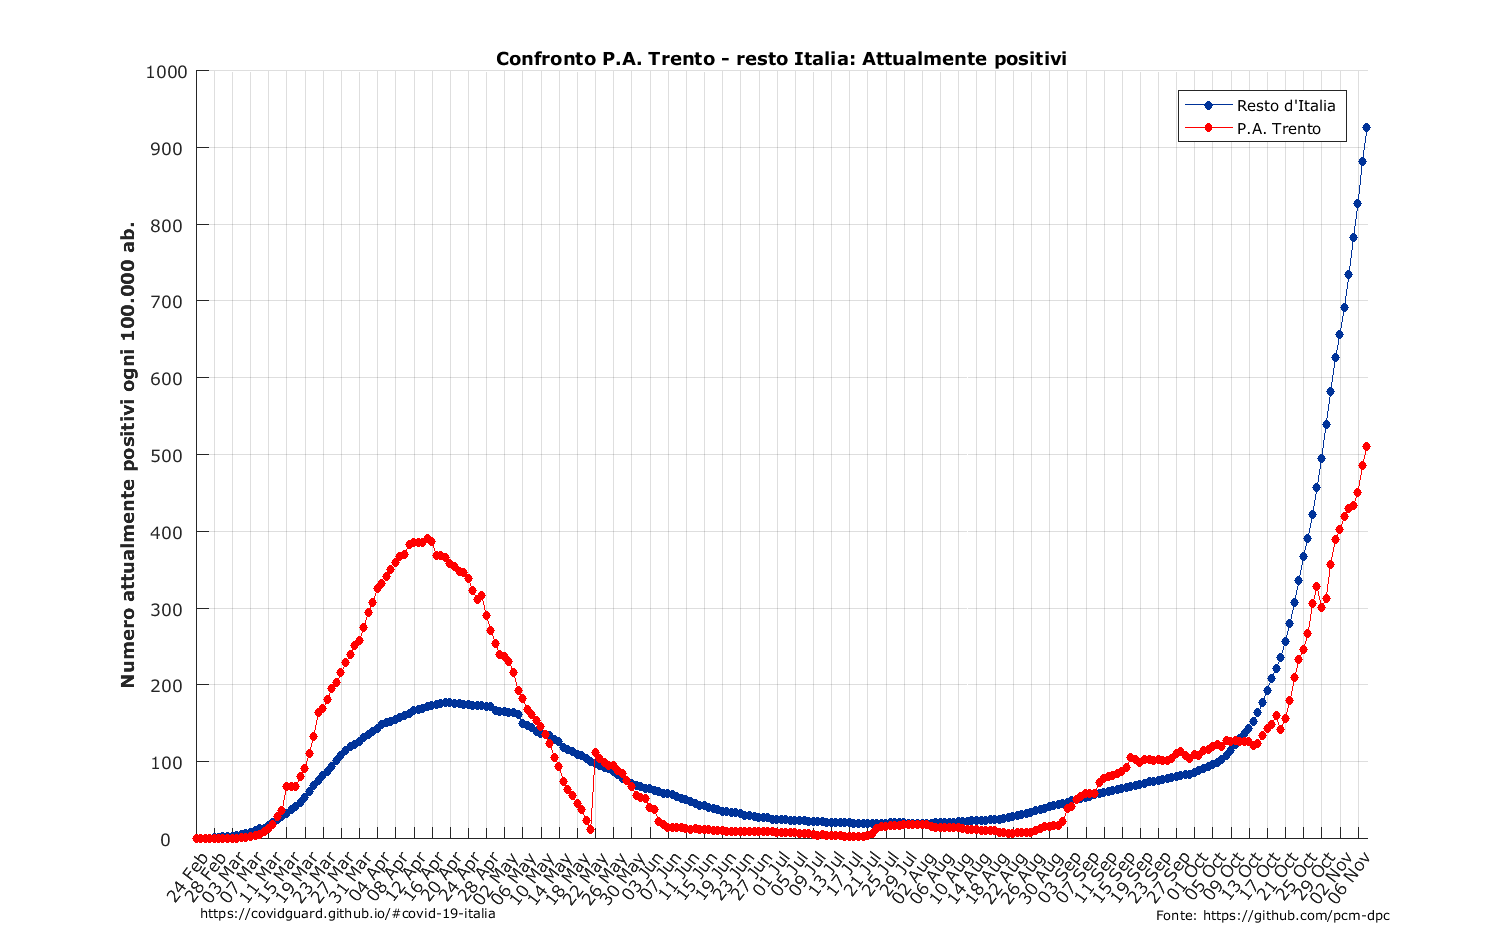 Confronto P.A. Trento - resto Italia: Attualmente positivi
Resto d'Italia
P.A. Trento
Numero attualmente positivi ogni 100.000 ab.
1000
900
800
700
600
500
400
300
200
100
0
24 Feb
28 Feb
03 Mar
07 Mar
11 Mar
15 Mar
19 Mar
23 Mar
27 Mar
31 Mar
04 Apr
08 Apr
12 Apr
16 Apr
20 Apr
24 Apr
28 Apr
02 May
06 May
10 May
14 May
18 May
22 May
26 May
30 May
03 Jun
07 Jun
11 Jun
15 Jun
19 Jun
23 Jun
27 Jun
01 Jul
05 Jul
09 Jul
13 Jul
17 Jul
21 Jul
25 Jul
29 Jul
02 Aug
06 Aug
10 Aug
14 Aug
18 Aug
22 Aug
26 Aug
30 Aug
03 Sep
07 Sep
11 Sep
15 Sep
19 Sep
23 Sep
27 Sep
01 Oct
05 Oct
09 Oct
13 Oct
17 Oct
21 Oct
25 Oct
29 Oct
02 Nov
06 Nov
https://covidguard.github.io/#covid-19-italia
Fonte: https://github.com/pcm-dpc